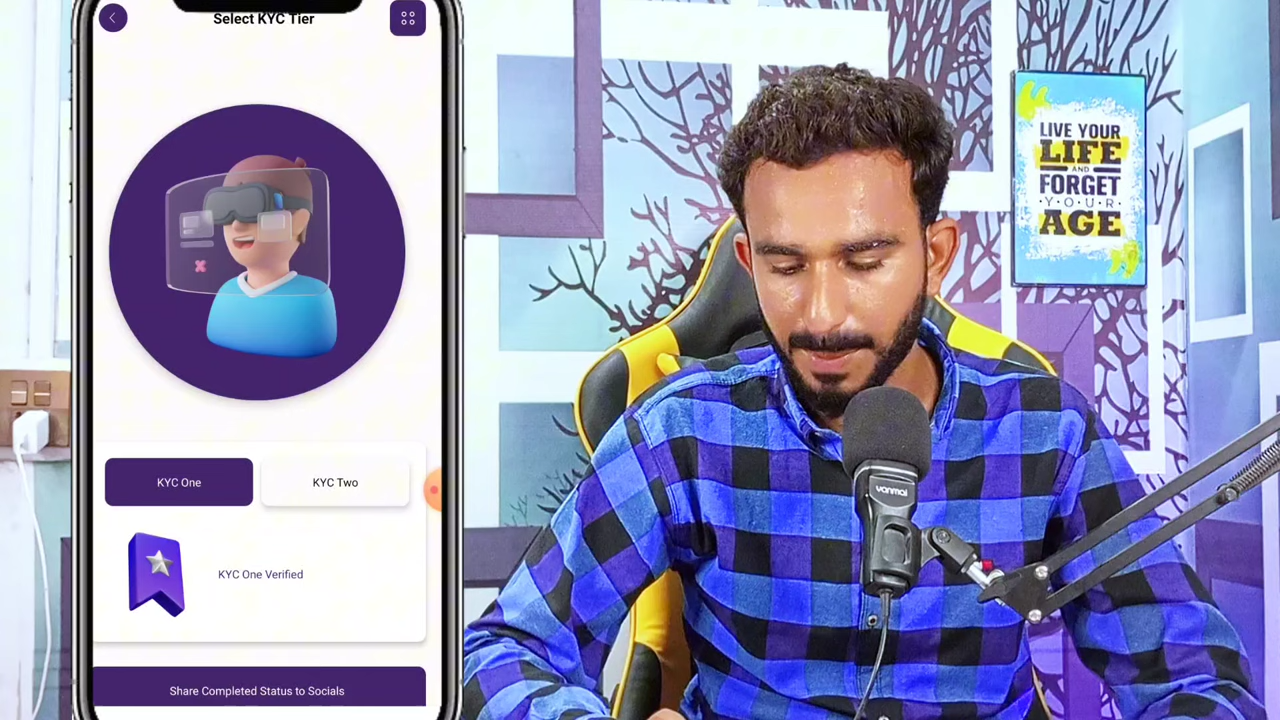 Select KYC Tier
KYC One
KYC Two
KYC One Verified
Share Completed Status to Socials
LIVE YOUR
LIFE
AND
FORGET
YOUR
AGE
vanmai